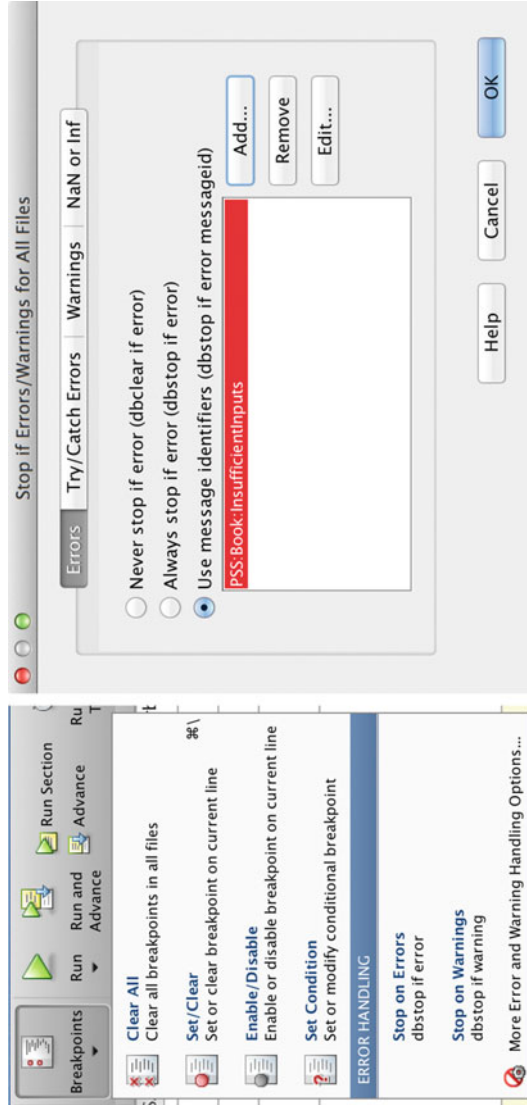 Breakpoints
Run
Run and
Advance
Run Section
Advance
Ru
T
Clear All
Clear all breakpoints in all files
Set/Clear
⌘\
Set or clear breakpoint on current line
Enable/Disable
Enable or disable breakpoint on current line
Set Condition
Set or modify conditional breakpoint
ERROR HANDLING
Stop on Errors
dbstop if error
Stop on Warnings
dbstop if warning
More Error and Warning Handling Options...
Stop if Errors/Warnings for All Files
Errors
Try/Catch Errors
Warnings
NaN or Inf
Never stop if error (dbclear if error)
Always stop if error (dbstop if error)
Use message identifiers (dbstop if error messageid)
PSS:Book:InsufficientInputs
Add...
Remove
Edit...
Help
Cancel
OK